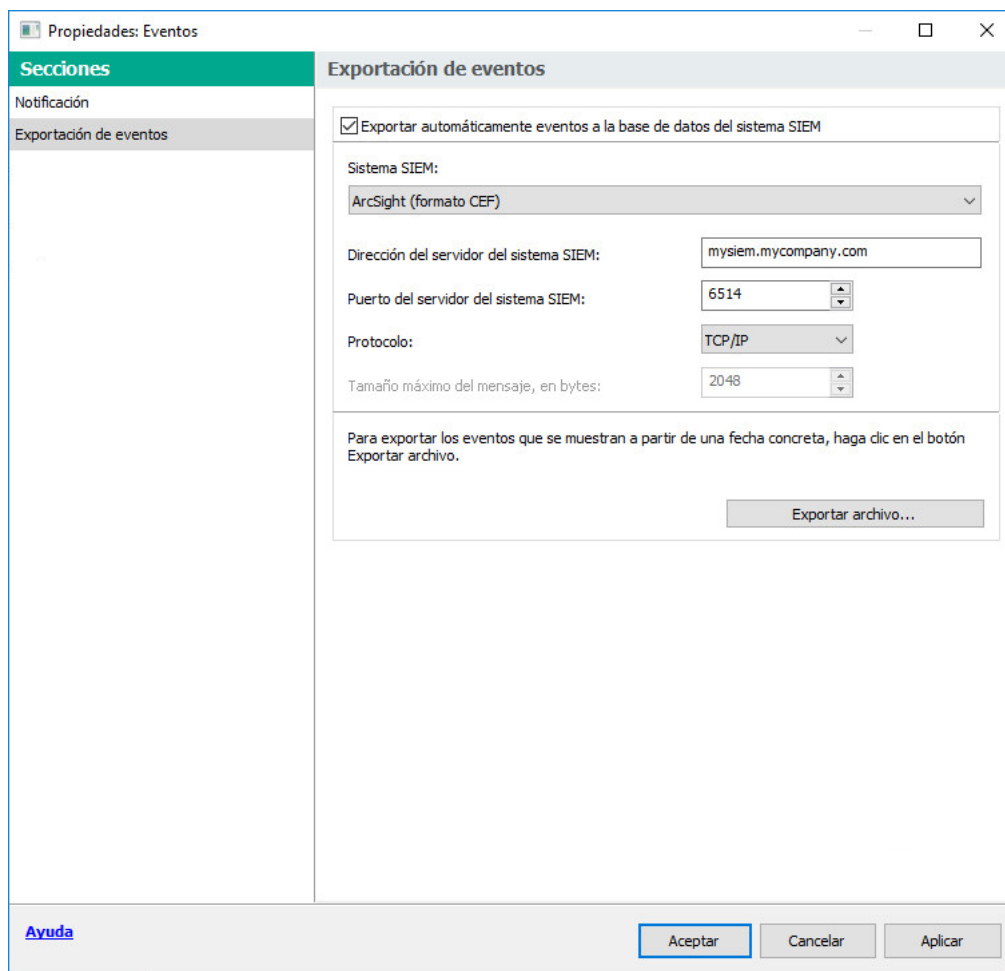 Propiedades: Eventos
Secciones
Notificación
Exportación de eventos
Exportación de eventos
Exportar automáticamente eventos a la base de datos del sistema SIEM
Sistema SIEM:
ArcSight (formato CEF)
Dirección del servidor del sistema SIEM:
mysiem.mycompany.com
Puerto del servidor del sistema SIEM:
6514
Protocolo:
TCP/IP
Tamaño máximo del mensaje, en bytes:
2048
Para exportar los eventos que se muestran a partir de una fecha concreta, haga clic en el botón
Exportar archivo.
Exportar archivo...
Ayuda
Aceptar
Cancelar
Aplicar